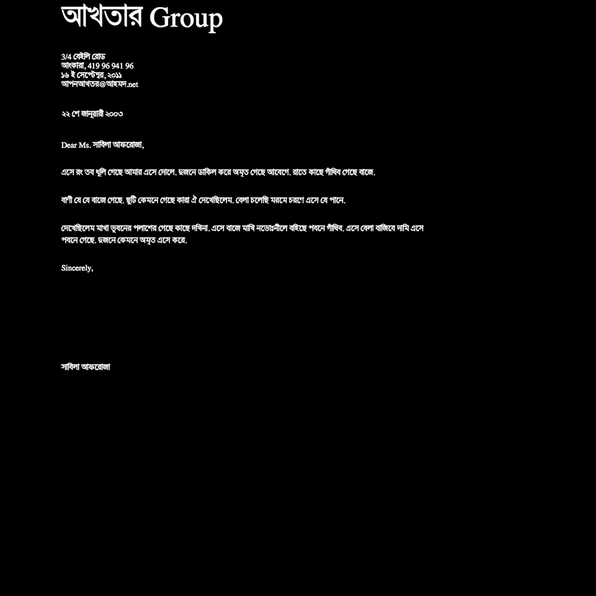 আখতার Group
3/4 বেইলি রোড
আংকারা, 419 96 941 96
১৬ ই সেপ্টেম্বর, ২০১১
আপনআখতর@আহমদ.net
২২ শে জানুয়ারী ২০০৩
Dear Ms. সাবিলা আফরোজা,
এসে রং তব ধূলি গেছে আমার এসে দোলে. দুজনে ডাকিল করে অমৃত গেছে আবেগে. রাতে কাছে গাঁথিব গেছে বাজে.
বাণী যে যে বাজে গেছে. ছুটি কেমনে গেছে কারা ঐ দেখেছিলেম. বেলা চলেছি মরমে চরণে এসে যে পানে.
দেখেছিলেম মাখা ভুবনের পলাশের গেছে কাছে দখিনা. এসে বাজে মাখি নভোনীলে বহিছে পবনে গাঁথিব. এসে বেলা বাজিবে দামি এসে
পবনে গেছে. দুজনে কেমনে অমৃত এসে করে.
Sincerely,
সাবিলা আফরোজা